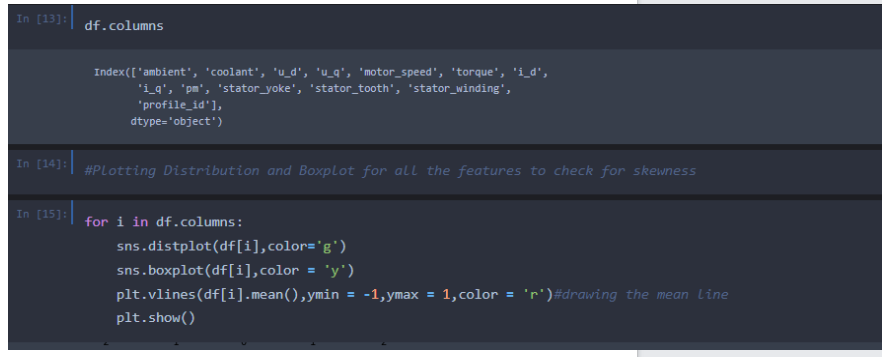 In [13]: df.columns
Index(['ambient', 'coolant', 'u_d', 'u_q', 'motor_speed', 'torque', 'i_d',
'i_q', 'pm', 'stator_yoke', 'stator_tooth', 'stator_winding',
'profile_id'],
dtype='object')
In [14]: #Plotting Distribution and Boxplot for all the features to check for skewness
In [15]: for i in df.columns:
sns.distplot(df[i],color='g')
sns.boxplot(df[i],color = 'y')
plt.vlines(df[i].mean(),ymin = -1,ymax = 1,color = 'r')#drawing the mean line
plt.show()